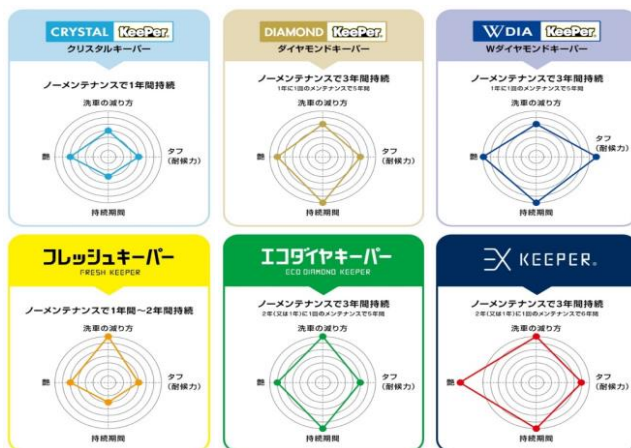 CRYSTAL KeePer
クリスタルキーパー
ノーメンテナンスで1年間持続
洗車の減り方
艶
タフ
(耐候力)
持続期間
DIAMOND KeePer
ダイヤモンドキーパー
ノーメンテナンスで3年間持続
1年に1回のメンテナンスで5年間
洗車の減り方
艶
タフ
(耐候力)
持続期間
WDIA KeePer
Wダイヤモンドキーパー
ノーメンテナンスで3年間持続
1年に1回のメンテナンスで5年間
洗車の減り方
艶
タフ
(耐候力)
持続期間
フレッシュキーパー
FRESH KEEPER
ノーメンテナンスで1年間~2年間持続
洗車の減り方
艶
タフ
(耐候力)
持続期間
エコダイヤキーパー
ECO DIAMOND KEEPER
ノーメンテナンスで3年間持続
2年(又は1年)に1回のメンテナンスで5年間
洗車の減り方
艶
タフ
(耐候力)
持続期間
EX KEEPER®
ノーメンテナンスで3年間持続
2年(又は1年)に1回のメンテナンスで6年間
洗車の減り方
艶
タフ
(耐候力)
持続期間